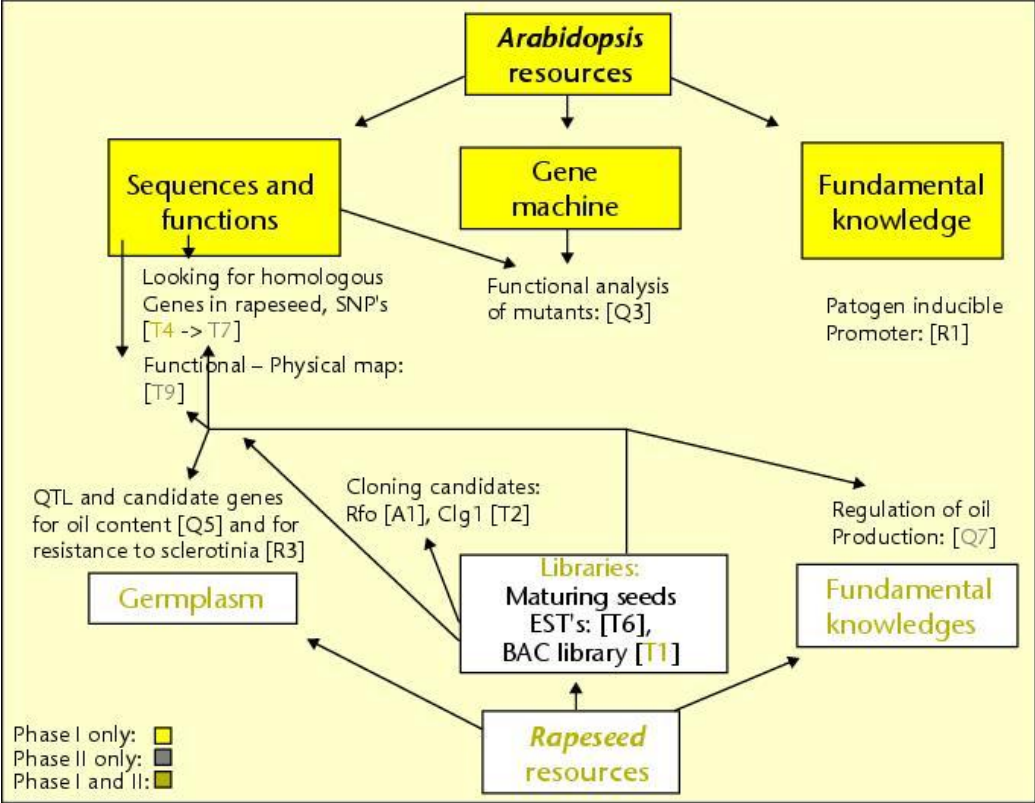 Arabidopsis
resources
Sequences and
functions
Gene
machine
Fundamental
knowledge
Looking for homologous
Genes in rapeseed, SNP's
[T4 -> T7]
Functional analysis
of mutants: [Q3]
Patogen inducible
Promoter: [R1]
Functional – Physical map:
[T9]
QTL and candidate genes
for oil content [Q5] and for
resistance to sclerotinia [R3]
Cloning candidates:
Rfo [A1], Clg1 [T2]
Regulation of oil
Production: [Q7]
Germplasm
Libraries:
Maturing seeds
EST's: [T6],
BAC library [T1]
Fundamental
knowledges
Rapeseed
resources
Phase I only:
Phase II only:
Phase I and II: